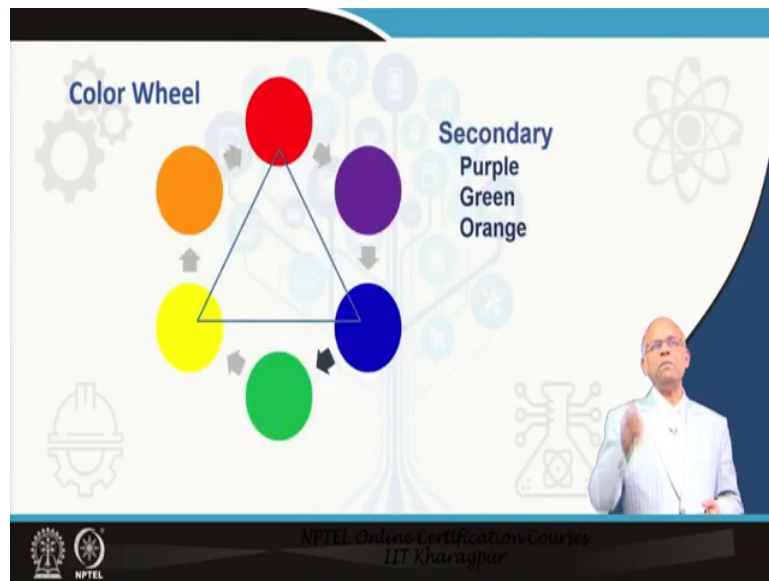 Color Wheel
Secondary
Purple
Green
Orange
NPTEL Online Certification Courses
IIT Kharagpur
NPTEL